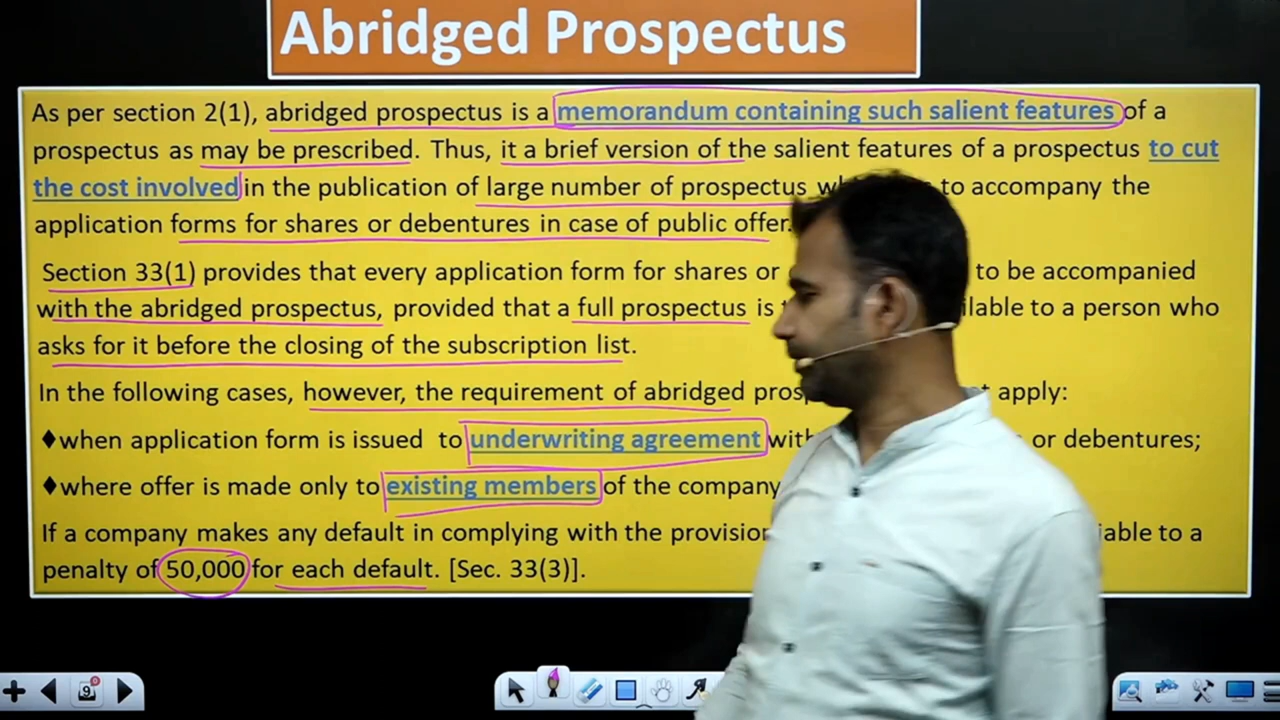 Abridged Prospectus
As per section 2(1), abridged prospectus is a memorandum containing such salient features of a
prospectus as may be prescribed. Thus, it a brief version of the salient features of a prospectus to cut
the cost involved in the publication of large number of prospectus to accompany the
application forms for shares or debentures in case of public offer.
Section 33(1) provides that every application form for shares or to be accompanied
with the abridged prospectus, provided that a full prospectus is to a person who
asks for it before the closing of the subscription list.
In the following cases, however, the requirement of abridged apply:
♦when application form is issued to underwriting agreement or debentures;
♦where offer is made only to existing members of the company
If a company makes any default in complying with the to a
penalty of 50,000 for each default. [Sec. 33(3)].
9